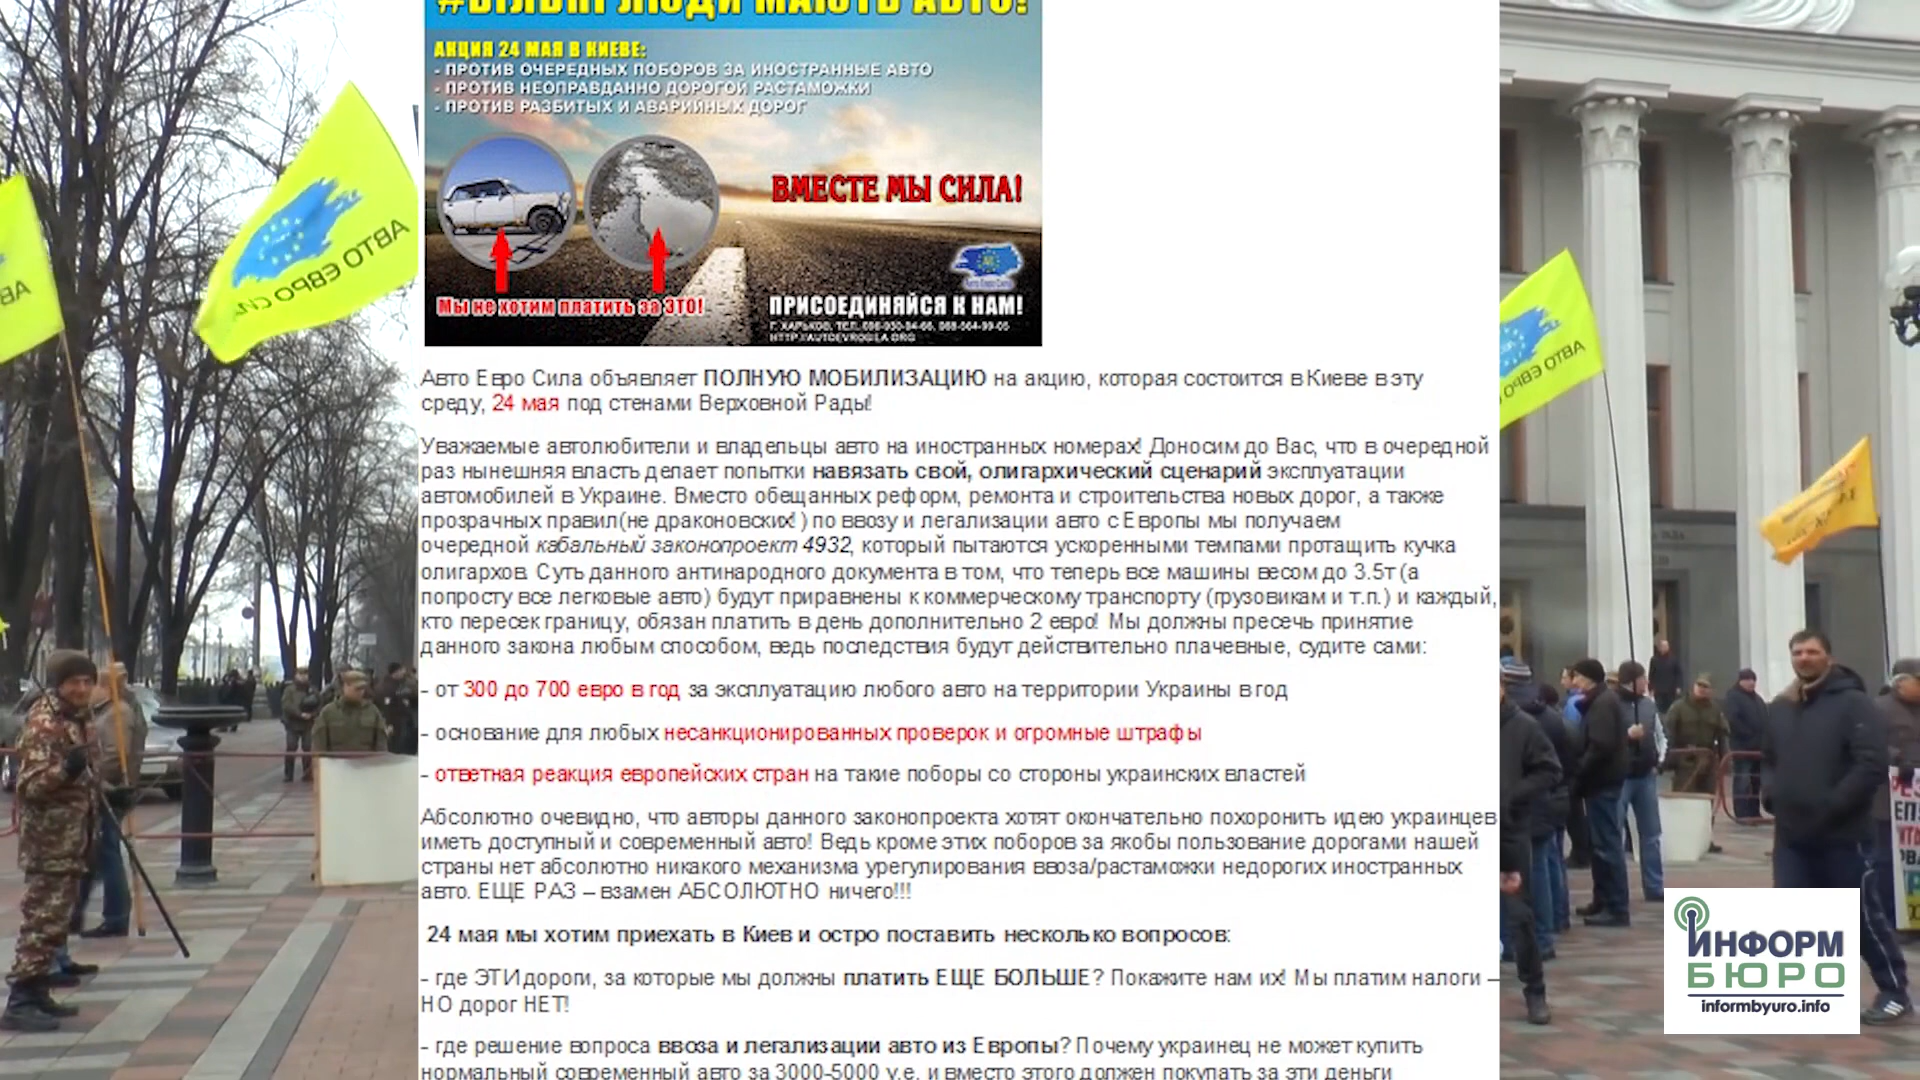 #ВІЛЬНІ ЛЮДИ МАЮТЬ АВТО!
АКЦИЯ 24 МАЯ В КИЕВЕ:
- ПРОТИВ ОЧЕРЕДНЫХ ПОБОРОВ ЗА ИНОСТРАННЫЕ АВТО
- ПРОТИВ НЕОПРАВДАННО ДОРОГОЙ РАСТАМОЖКИ
- ПРОТИВ РАЗБИТЫХ И АВАРИЙНЫХ ДОРОГ
ВМЕСТЕ МЫ СИЛА!
Мы не хотим платить за ЭТО!
Авто Евро Сила
ПРИСОЕДИНЯЙСЯ К НАМ!
Г. ХАРЬКОВ, ТЕЛ.
HTTP://AUTOEVROSILA.ORG
Авто Евро Сила объявляет ПОЛНУЮ МОБИЛИЗАЦИЮ на акцию, которая состоится в Киеве в эту
среду, 24 мая под стенами Верховной Рады!
Уважаемые автолюбители и владельцы авто на иностранных номерах! Доносим до Вас, что в очередной
раз нынешняя власть делает попытки навязать свой, олигархический сценарий эксплуатации
автомобилей в Украине. Вместо обещанных реформ, ремонта и строительства новых дорог, а также
прозрачных правил(не драконовских!) по ввозу и легализации авто с Европы мы получаем
очередной кабальный законопроект 4932, который пытаются ускоренными темпами протащить кучка
олигархов. Суть данного антинародного документа в том, что теперь все машины весом до 3.5т (а
попросту все легковые авто) будут приравнены к коммерческому транспорту (грузовикам и т.п.) и каждый,
кто пересек границу, обязан платить в день дополнительно 2 евро! Мы должны пресечь принятие
данного закона любым способом, ведь последствия будут действительно плачевные, судите сами:
- от 300 до 700 евро в год за эксплуатацию любого авто на территории Украины в год
- основание для любых несанкционированных проверок и огромные штрафы
- ответная реакция европейских стран на такие поборы со стороны украинских властей
Абсолютно очевидно, что авторы данного законопроекта хотят окончательно похоронить идею украинцев
иметь доступный и современный авто! Ведь кроме этих поборов за якобы пользование дорогами нашей
страны нет абсолютно никакого механизма урегулирования ввоза/растаможки недорогих иностранных
авто. ЕЩЕ РАЗ – взамен АБСОЛЮТНО ничего!!!
24 мая мы хотим приехать в Киев и остро поставить несколько вопросов:
- где ЭТИ дороги, за которые мы должны платить ЕЩЕ БОЛЬШЕ? Покажите нам их! Мы платим налоги –
НО дорог НЕТ!
- где решение вопроса ввоза и легализации авто из Европы? Почему украинец не может купить
нормальный современный авто за 3000-5000 у.е. и вместо этого должен покупать за эти деньги
АВТО ЄВРО СИЛА
АВТО ЄВРО
ИНФОРМ
БЮРО
informbyuro.info